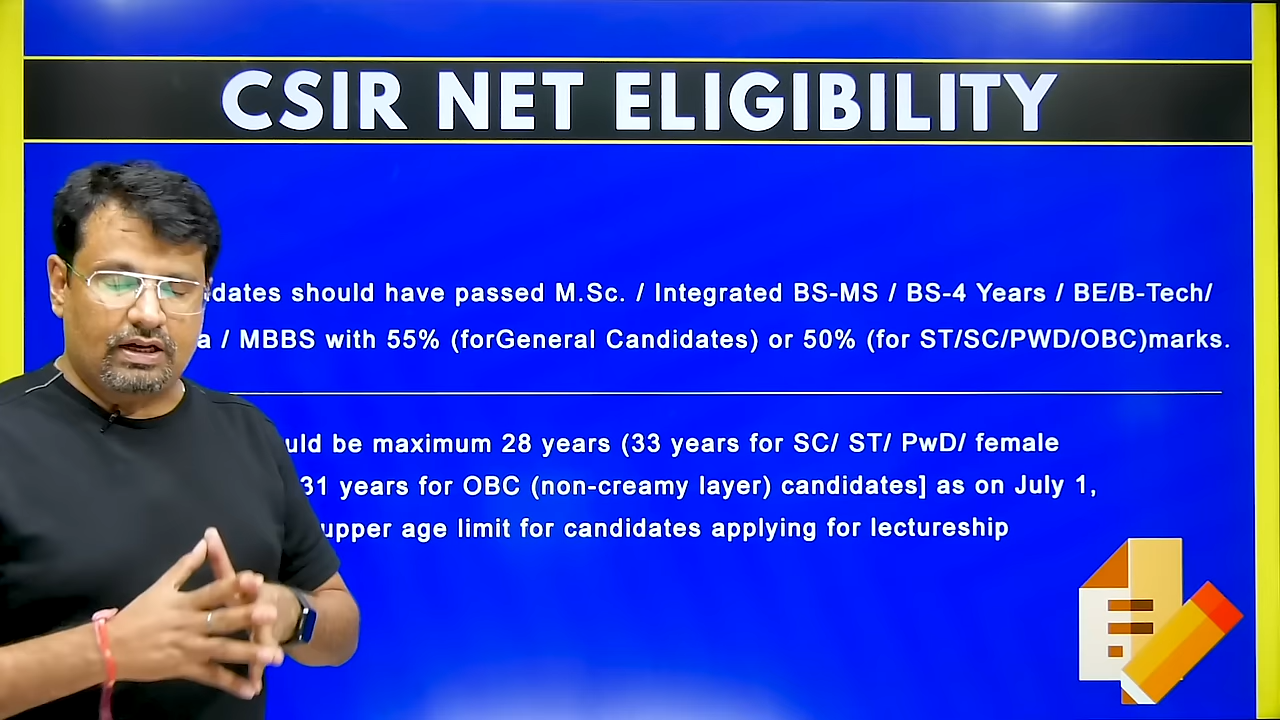 CSIR NET ELIGIBILITY
should have passed M.Sc. / Integrated BS-MS / BS-4 Years / BE/B-Tech/
/ MBBS with 55% (forGeneral Candidates) or 50% (for ST/SC/PWD/OBC)marks.
be maximum 28 years (33 years for SC/ ST/ PwD/ female
31 years for OBC (non-creamy layer) candidates] as on July 1,
upper age limit for candidates applying for lectureship